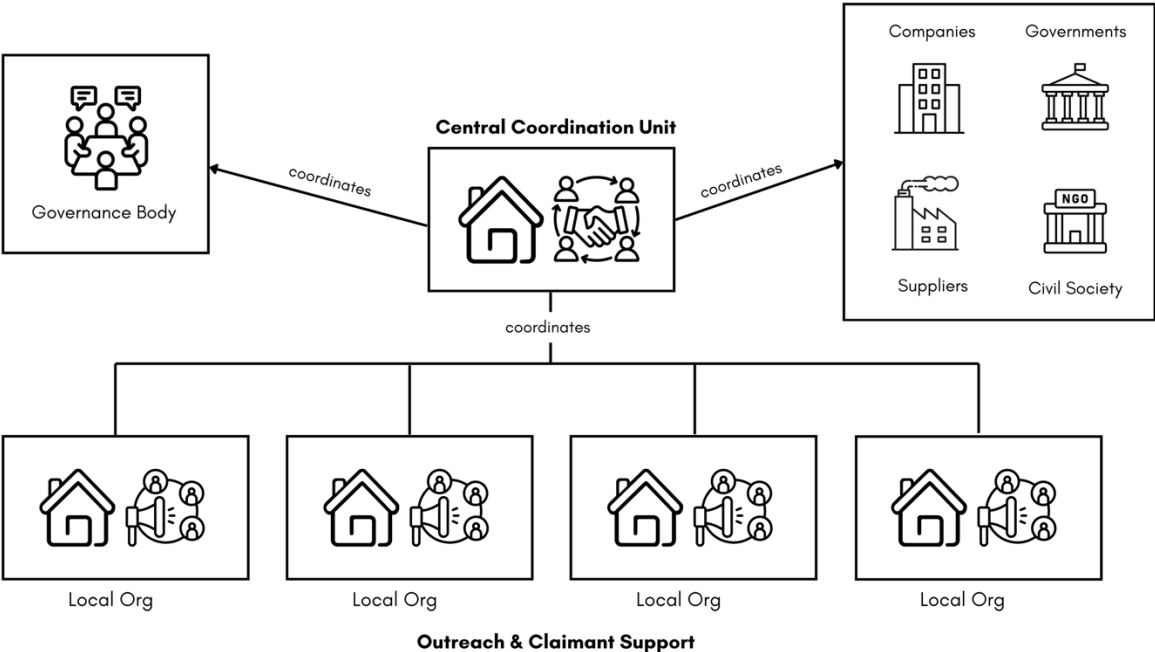 Companies
Governments
Central Coordination Unit
coordinates
coordinates
Governance Body
NGO
Suppliers
Civil Society
coordinates
Local Org
Local Org
Local Org
Local Org
Outreach & Claimant Support